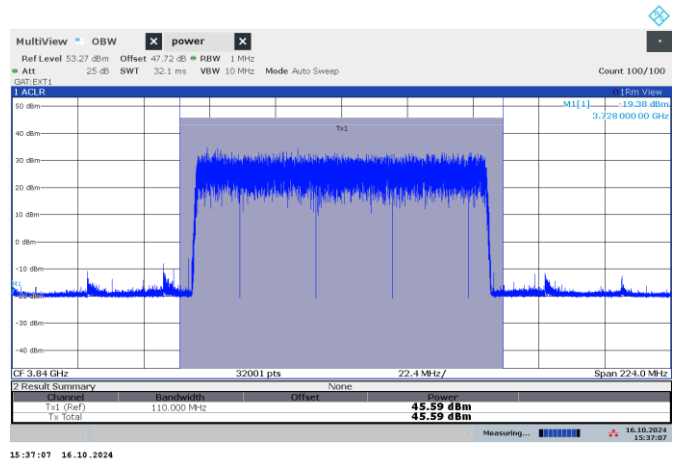 MultiView OBW X power X
Ref Level 53.27 dBm Offset 47.72 dB RBW 1 MHz
Att 25 dB SWT 32.1 ms VBW 10 MHz Mode Auto Sweep Count 100/100
GAT:EXT1
1 ACLR 1Rm View
50 dBm M1[1] -19.38 dBm
3.728 000 00 GHz
Tx1
40 dBm
30 dBm
20 dBm
10 dBm
0 dBm
-10 dBm
M1
-20 dBm
-30 dBm
-40 dBm
CF 3.84 GHz 32001 pts 22.4 MHz/ Span 224.0 MHz
2 Result Summary None
Channel Bandwidth Offset Power
Tx1 (Ref) 110.000 MHz 45.59 dBm
Tx Total 45.59 dBm
Measuring... 16.10.2024
15:37:07
15:37:07 16.10.2024